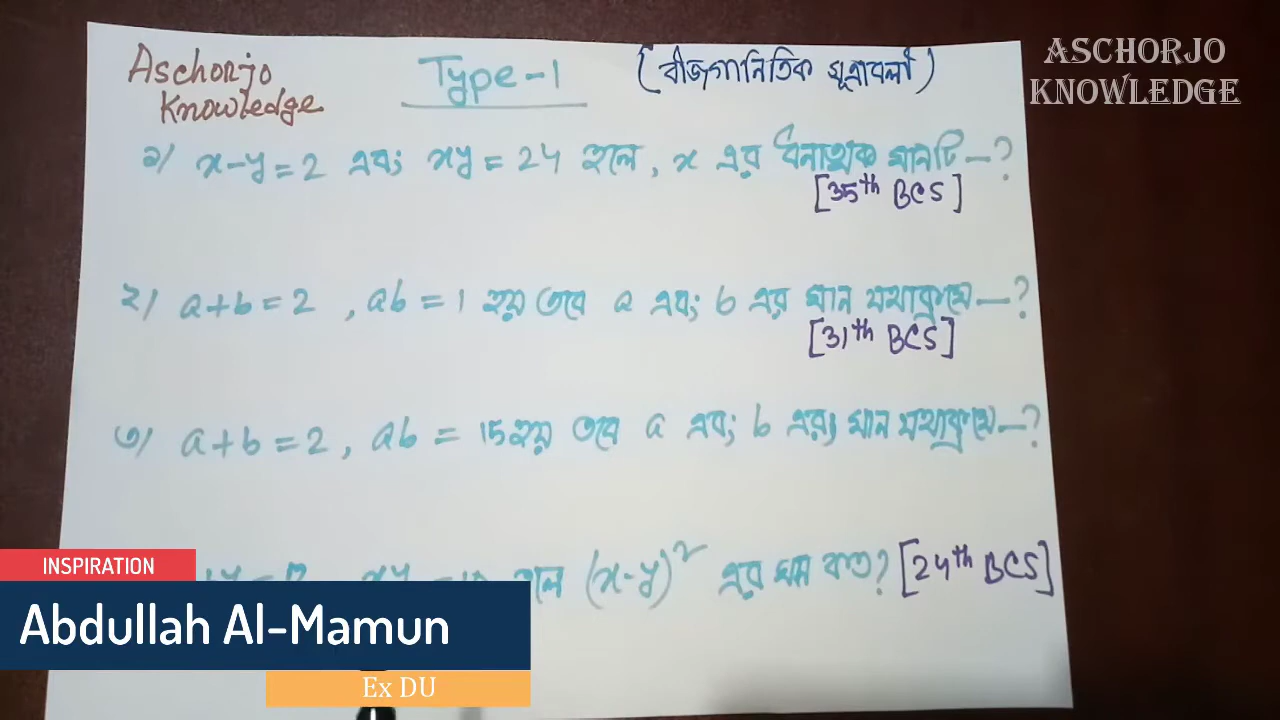 Aschorjo Knowledge
Type-1
(বীজগানিতিক সূত্রাবলী)
ASCHORJO KNOWLEDGE
১/ x-y=2 এবং xy=24 হলে, x এর ধনাত্মক মানটি—?
[35th BCS]
২/ a+b=2, ab=1 হয় তবে a এবং b এর মান যথাক্রমে—?
[31th BCS]
৩/ a+b=2, ab=15 হয় তবে a এবং b এর মান যথাক্রমে—?
হলে (x-y)² এর মান কত? [24th BCS]
INSPIRATION
Abdullah Al-Mamun
Ex DU